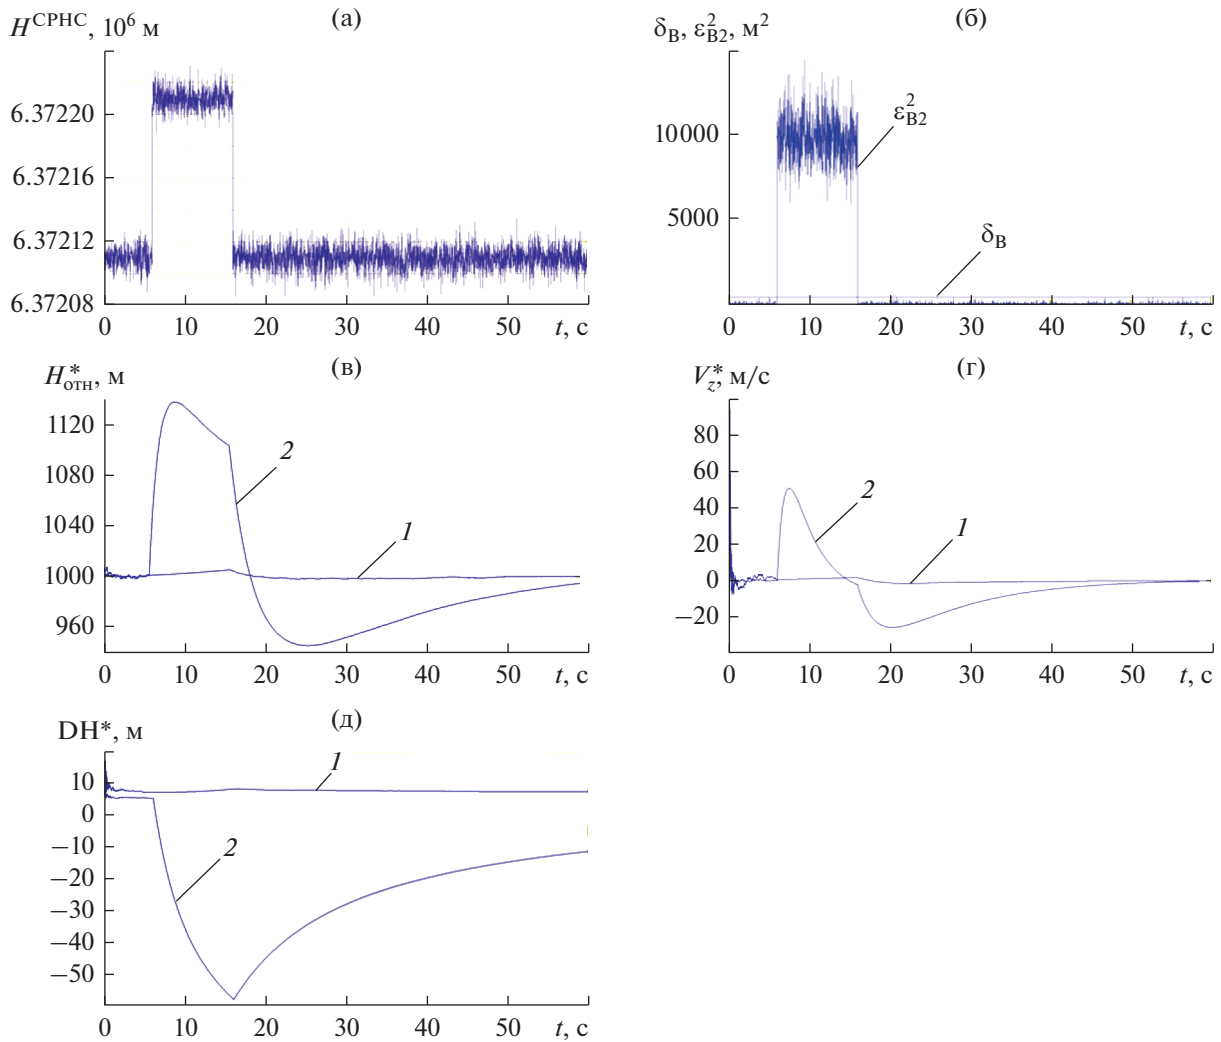 (а)
H^СРНС, 10^6 м
6.37220
6.37216
6.37212
6.37208
0 10 20 30 40 50 t, с
(б)
δ_В, ε²_В2, м²
10000
5000
ε²_В2
δ_В
0 10 20 30 40 50 t, с
(в)
H*_отн, м
1120
1080
1040
1000
960
2
1
0 10 20 30 40 50 t, с
(г)
V*_z, м/с
80
60
40
20
0
−20
2
1
0 10 20 30 40 50 t, с
(д)
DH*, м
10
0
−10
−20
−30
−40
−50
1
2
0 10 20 30 40 50 t, с